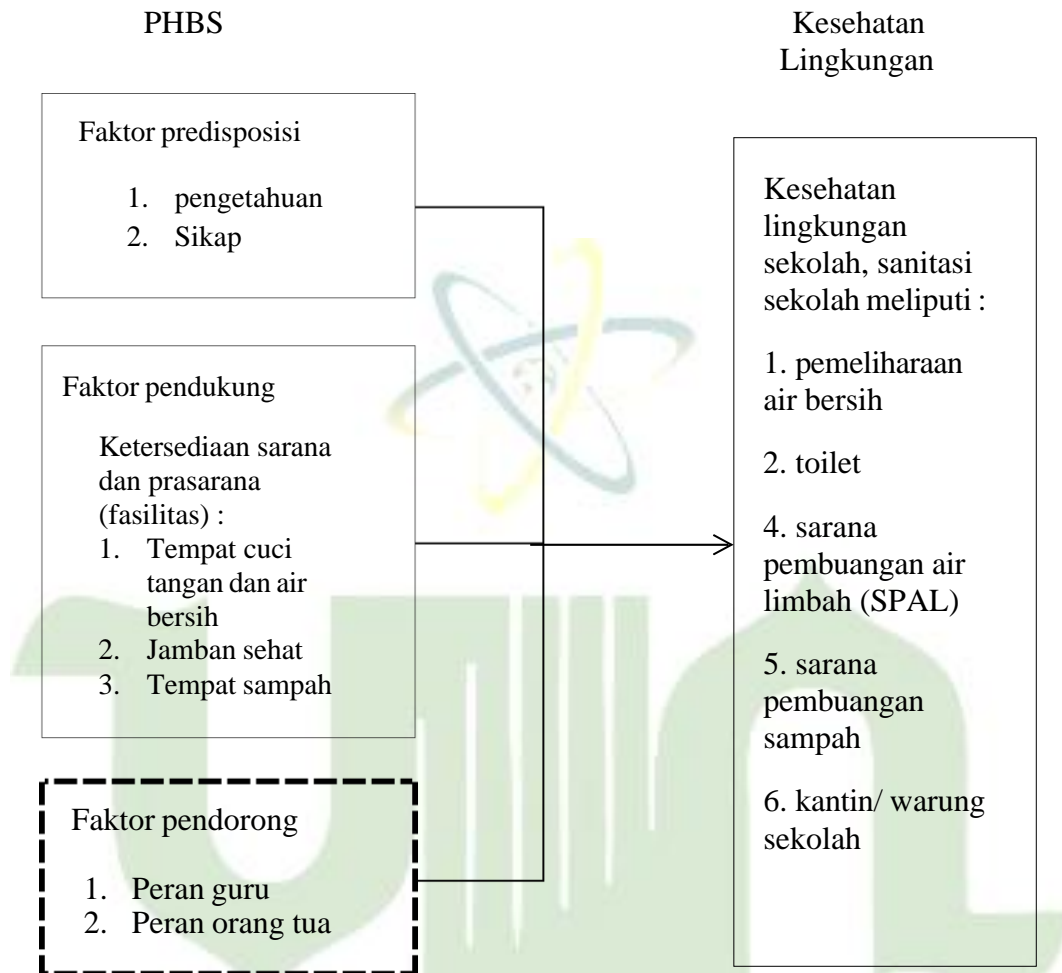 PHBS
Kesehatan
Lingkungan
Faktor predisposisi
1. pengetahuan
2. Sikap
Faktor pendukung
Ketersediaan sarana
dan prasarana
(fasilitas) :
1. Tempat cuci
tangan dan air
bersih
2. Jamban sehat
3. Tempat sampah
Faktor pendorong
1. Peran guru
2. Peran orang tua
Kesehatan
lingkungan
sekolah, sanitasi
sekolah meliputi :
1. pemeliharaan
air bersih
2. toilet
4. sarana
pembuangan air
limbah (SPAL)
5. sarana
pembuangan
sampah
6. kantin/ warung
sekolah